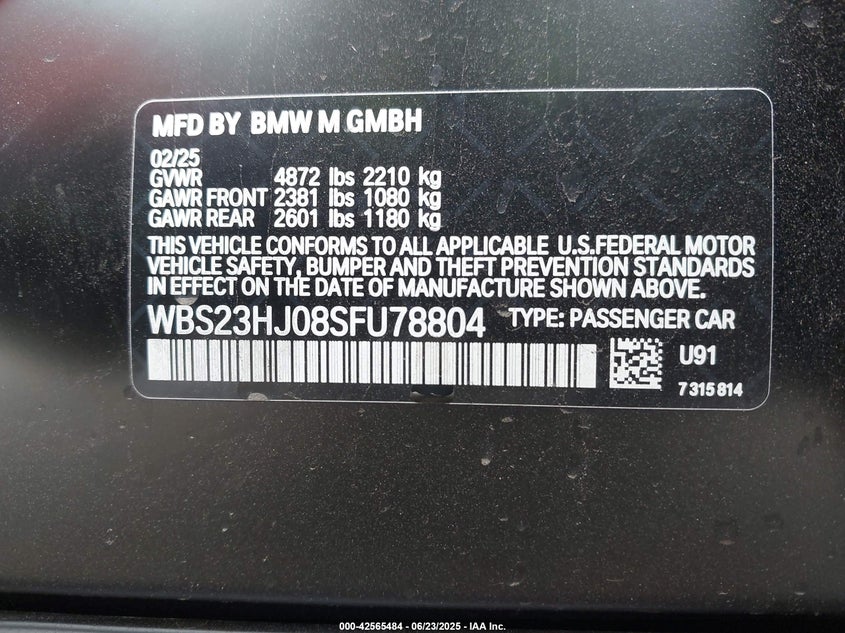 MFD BY BMW M GMBH
02/25
GVWR 4872 lbs 2210 kg
GAWR FRONT 2381 lbs 1080 kg
GAWR REAR 2601 lbs 1180 kg
THIS VEHICLE CONFORMS TO ALL APPLICABLE U.S.FEDERAL MOTOR
VEHICLE SAFETY, BUMPER AND THEFT PREVENTION STANDARDS
IN EFFECT ON THE DATE OF MANUFACTURE SHOWN ABOVE.
WBS23HJ08SFU78804 TYPE: PASSENGER CAR
U91
7315814
000-42565484 - 06/23/2025 - IAA Inc.